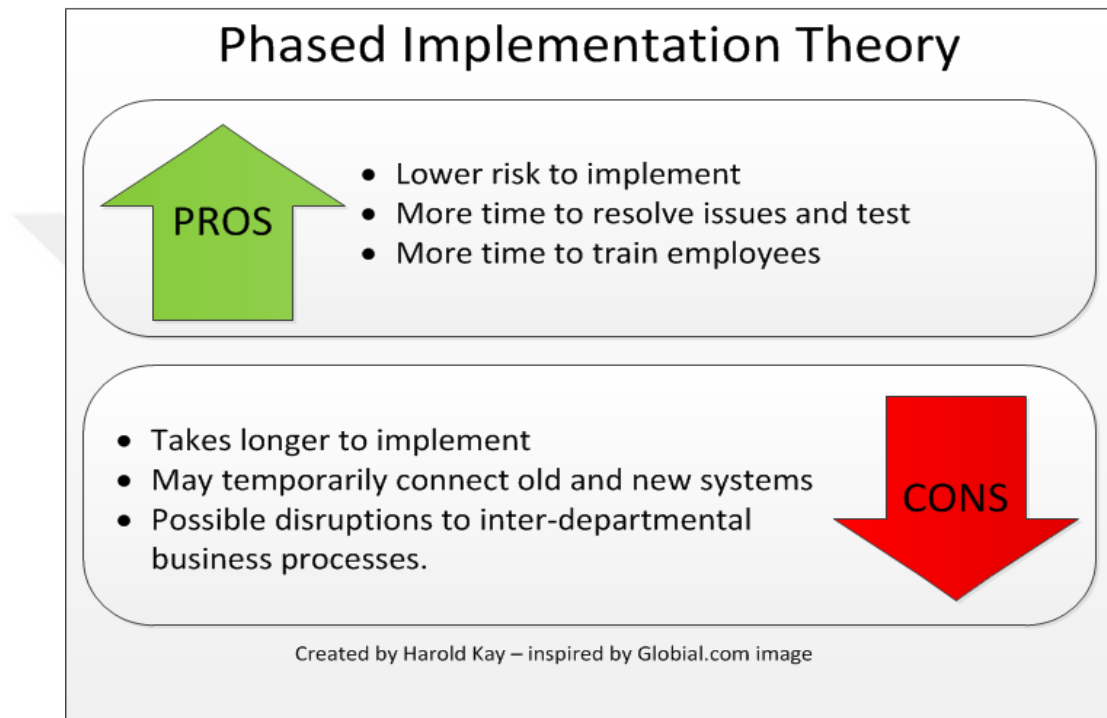 Phased Implementation Theory
PROS
• Lower risk to implement
• More time to resolve issues and test
• More time to train employees
• Takes longer to implement
• May temporarily connect old and new systems
• Possible disruptions to inter-departmental
business processes.
CONS
Created by Harold Kay – inspired by Globial.com image